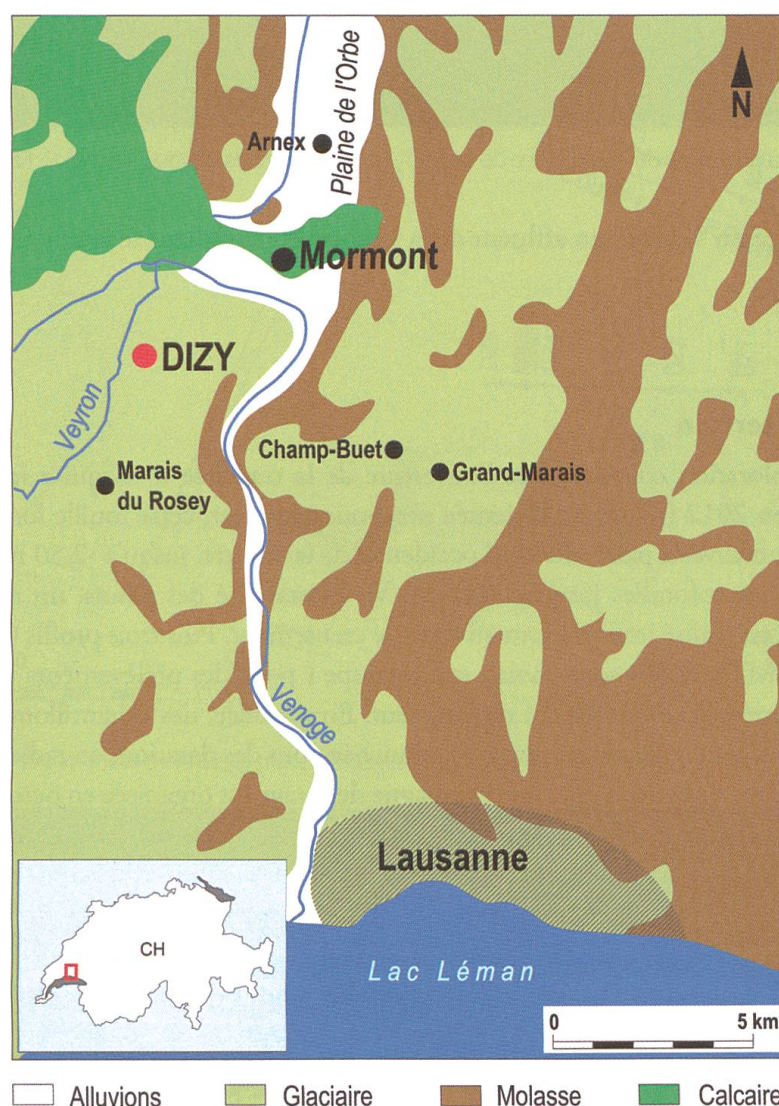 N
Arnex
Plaine de l'Orbe
Mormont
DIZY
Veyron
Champ-Buet
Grand-Marais
Marais
du Rosey
Venoge
Lausanne
CH
Lac Léman
0 5 km
Alluvions Glaciaire Molasse Calcaire